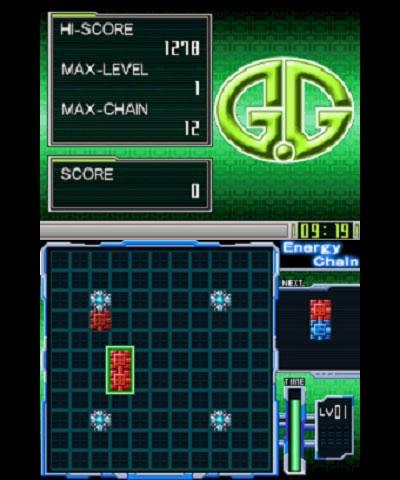 HI-SCORE
1278
MAX-LEVEL
1
MAX-CHAIN
12
G.G
SCORE
0
09:19
Energy
Chain
NEXT
TIME
LV01